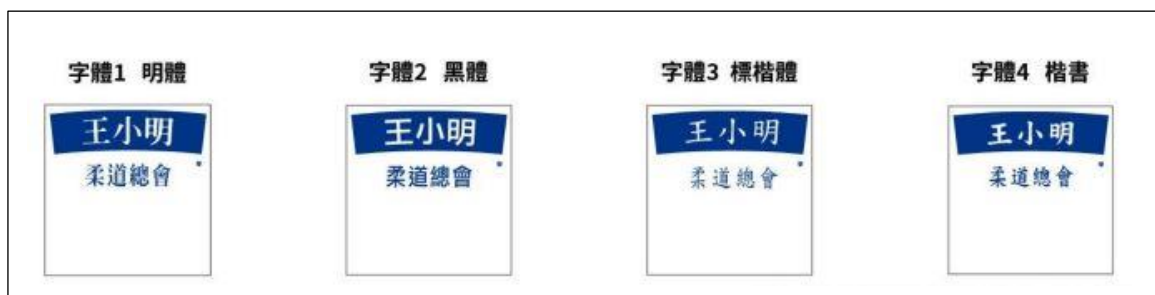 字體1 明體
王小明
柔道總會
字體2 黑體
王小明
柔道總會
字體3 標楷體
王小明
柔道總會
字體4 楷書
王小明
柔道總會